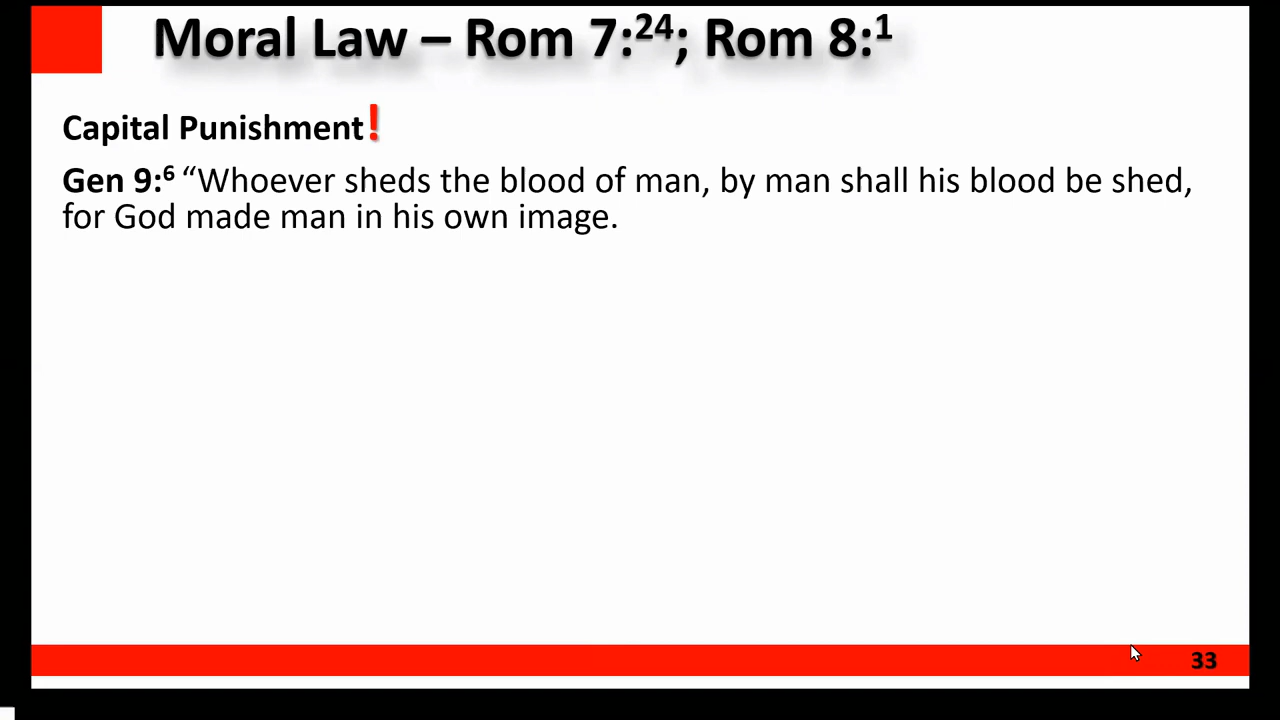 Moral Law – Rom 7:²⁴; Rom 8:¹
Capital Punishment!
Gen 9:⁶ “Whoever sheds the blood of man, by man shall his blood be shed,
for God made man in his own image.
33